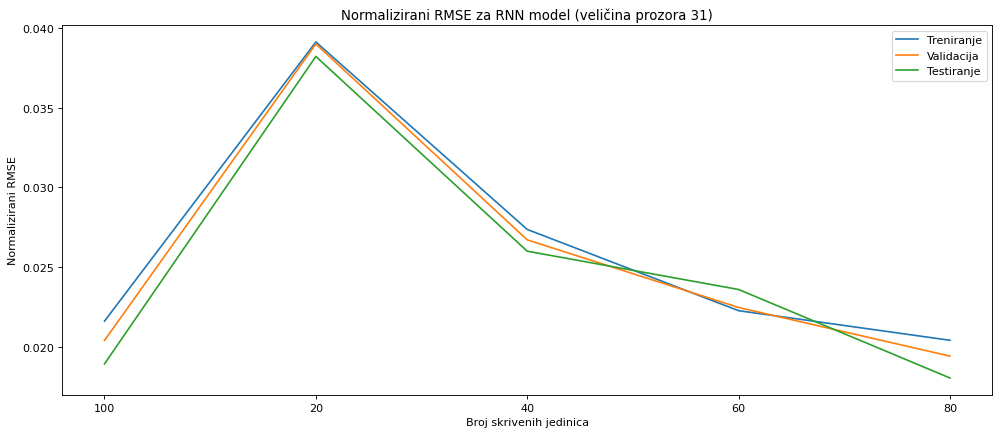 Normalizirani RMSE za RNN model (veličina prozora 31)
0.040
0.035
0.030
0.025
0.020
Normalizirani RMSE
Treniranje
Validacija
Testiranje
100 20 40 60 80
Broj skrivenih jedinica